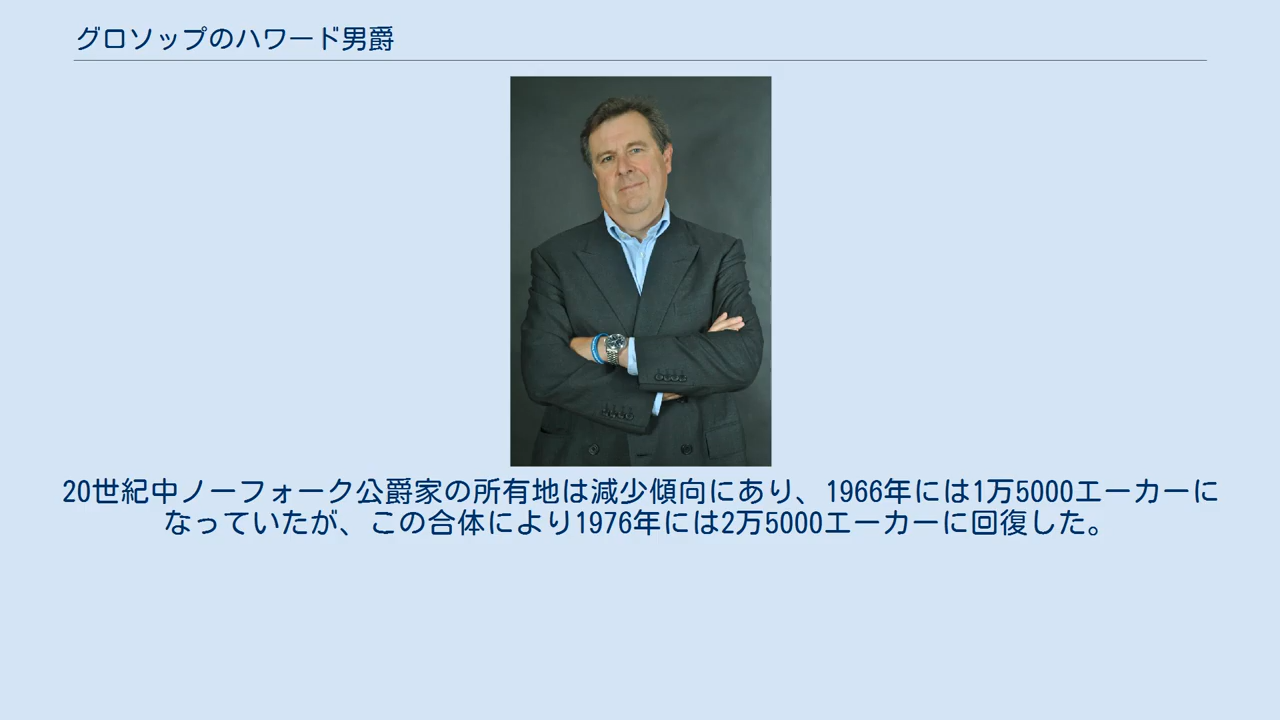 グロソップのハワード男爵
20世紀中ノーフォーク公爵家の所有地は減少傾向にあり、1966年には1万5000エーカーに
なっていたが、この合体により1976年には2万5000エーカーに回復した。